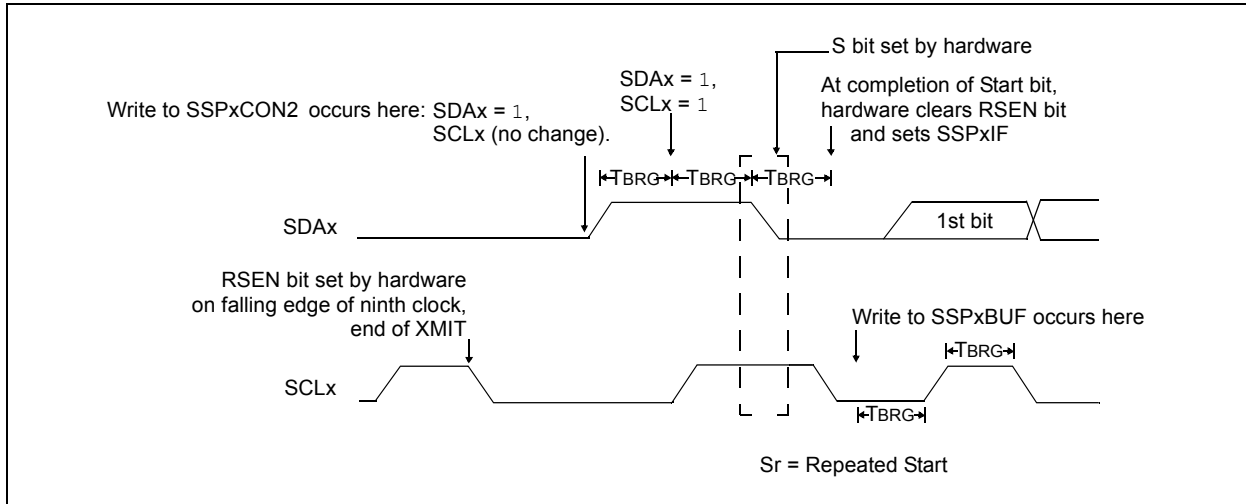 S bit set by hardware
SDAx = 1,
SCLx = 1
At completion of Start bit,
hardware clears RSEN bit
and sets SSPxIF
Write to SSPxCON2 occurs here: SDAx = 1,
SCLx (no change).
TBRG TBRG TBRG
SDAx
1st bit
RSEN bit set by hardware
on falling edge of ninth clock,
end of XMIT
Write to SSPxBUF occurs here
TBRG
SCLx
TBRG
Sr = Repeated Start